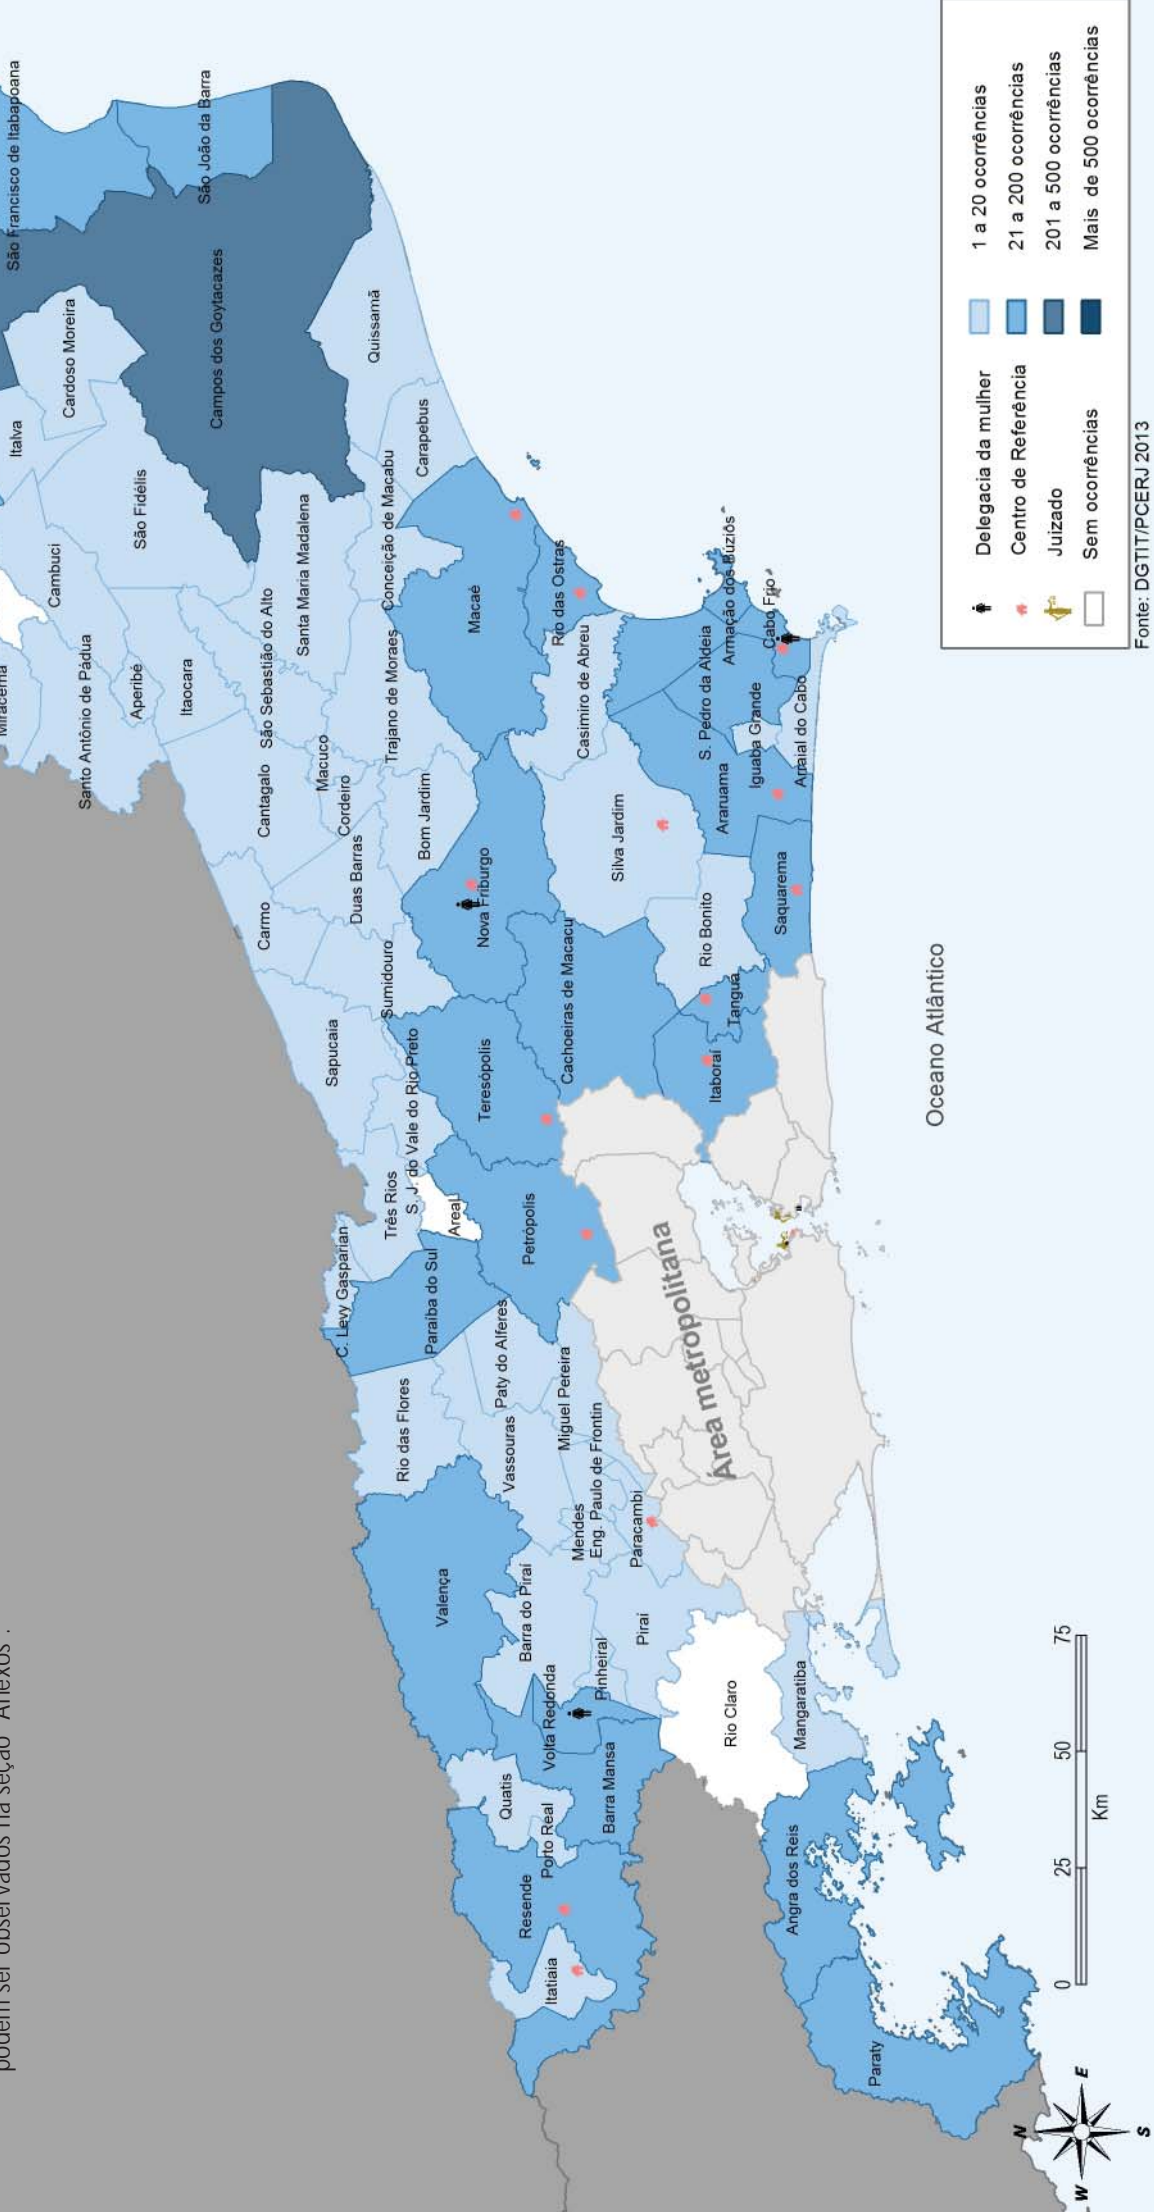 podem ser observados na seção "Anexos".
São Francisco de Itabapoana
São João da Barra
Italva
Cardoso Moreira
Campos dos Goytacazes
Cambuci
São Fidélis
Quissamã
Carapebus
Conceição de Macabu
Santa Maria Madalena
Miracema
Santo Antônio de Pádua
Aperibé
Itaocara
São Sebastião do Alto
Trajano de Moraes
Macaé
Rio das Ostras
Casimiro de Abreu
Armação dos Búzios
Cabo Frio
S. Pedro da Aldeia
Iguaba Grande
Arraial do Cabo
Araruama
Cantagalo
Macuco
Cordeiro
Bom Jardim
Duas Barras
Carmo
Sumidouro
Nova Friburgo
Silva Jardim
Rio Bonito
Saquarema
Cachoeiras de Macacu
Tanguá
Itaboraí
Sapucaia
S. J. do Vale do Rio Preto
Teresópolis
Três Rios
Areal
Petrópolis
C. Levy Gasparian
Paraíba do Sul
Paty do Alferes
Miguel Pereira
Rio das Flores
Vassouras
Eng. Paulo de Frontin
Mendes
Paracambi
Área metropolitana
Valença
Barra do Piraí
Piraí
Pinheiral
Volta Redonda
Barra Mansa
Rio Claro
Mangaratiba
Quatis
Porto Real
Resende
Itatiaia
Angra dos Reis
Paraty
Oceano Atlântico
0 25 50 75
Km
N
W E
S
Delegacia da mulher
Centro de Referência
Juizado
Sem ocorrências
1 a 20 ocorrências
21 a 200 ocorrências
201 a 500 ocorrências
Mais de 500 ocorrências
Fonte: DGTIT/PCERJ 2013